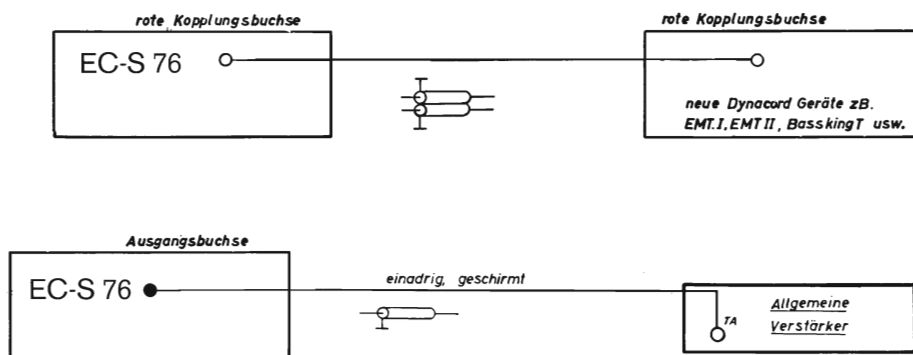 rote Kopplungsbuchse
rote Kopplungsbuchse
EC-S 76
neue Dynacord Geräte zB.
EMT.I, EMT II, Bassking T usw.
Ausgangsbuchse
EC-S 76
einadrig, geschirmt
TA
Allgemeine
Verstärker